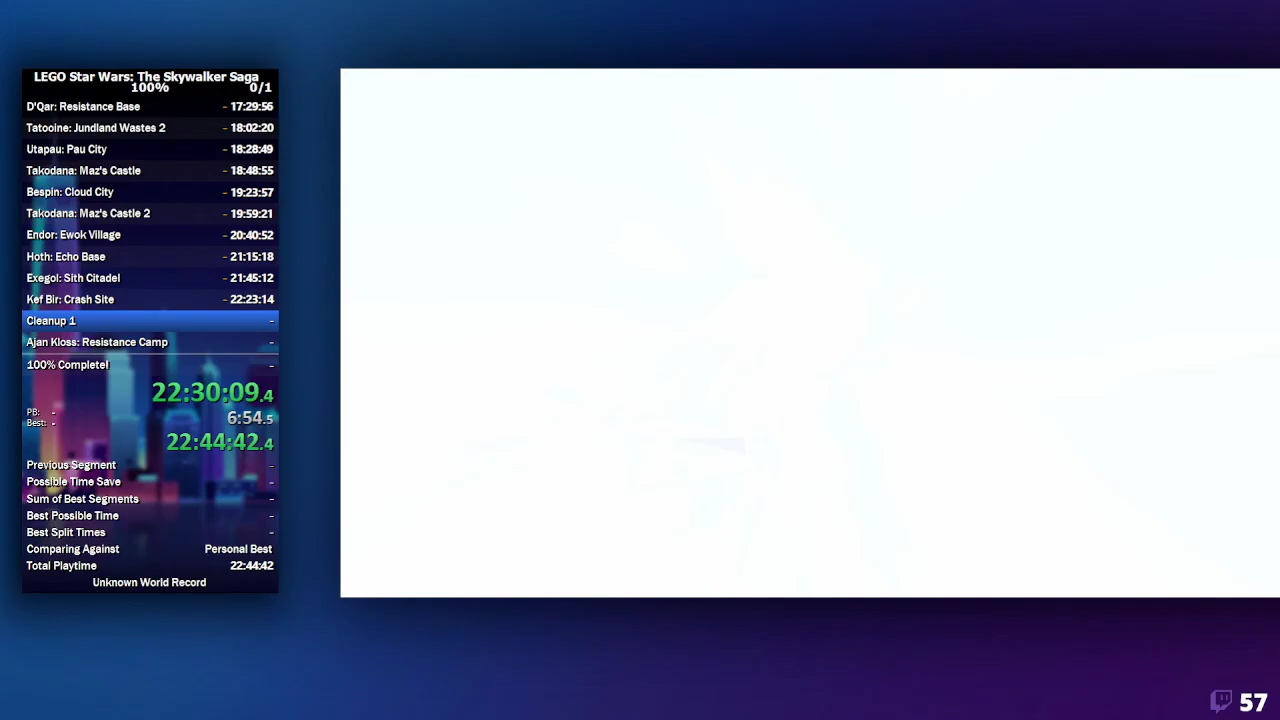 LEGO Star Wars: The Skywalker Saga
100% 0/1
D'Qar: Resistance Base - 17:29:56
Tatooine: Jundland Wastes 2 - 18:02:20
Utapau: Pau City - 18:28:49
Takodana: Maz's Castle - 18:48:55
Bespin: Cloud City - 19:23:57
Takodana: Maz's Castle 2 - 19:59:21
Endor: Ewok Village - 20:40:52
Hoth: Echo Base - 21:15:18
Exegol: Sith Citadel - 21:45:12
Kef Bir: Crash Site - 22:23:14
Cleanup 1 -
Ajan Kloss: Resistance Camp -
100% Complete! -
22:30:09.4
PB: - 6:54.5
Best: -
22:44:42.4
Previous Segment -
Possible Time Save -
Sum of Best Segments -
Best Possible Time -
Best Split Times -
Comparing Against Personal Best
Total Playtime 22:44:42
Unknown World Record
57